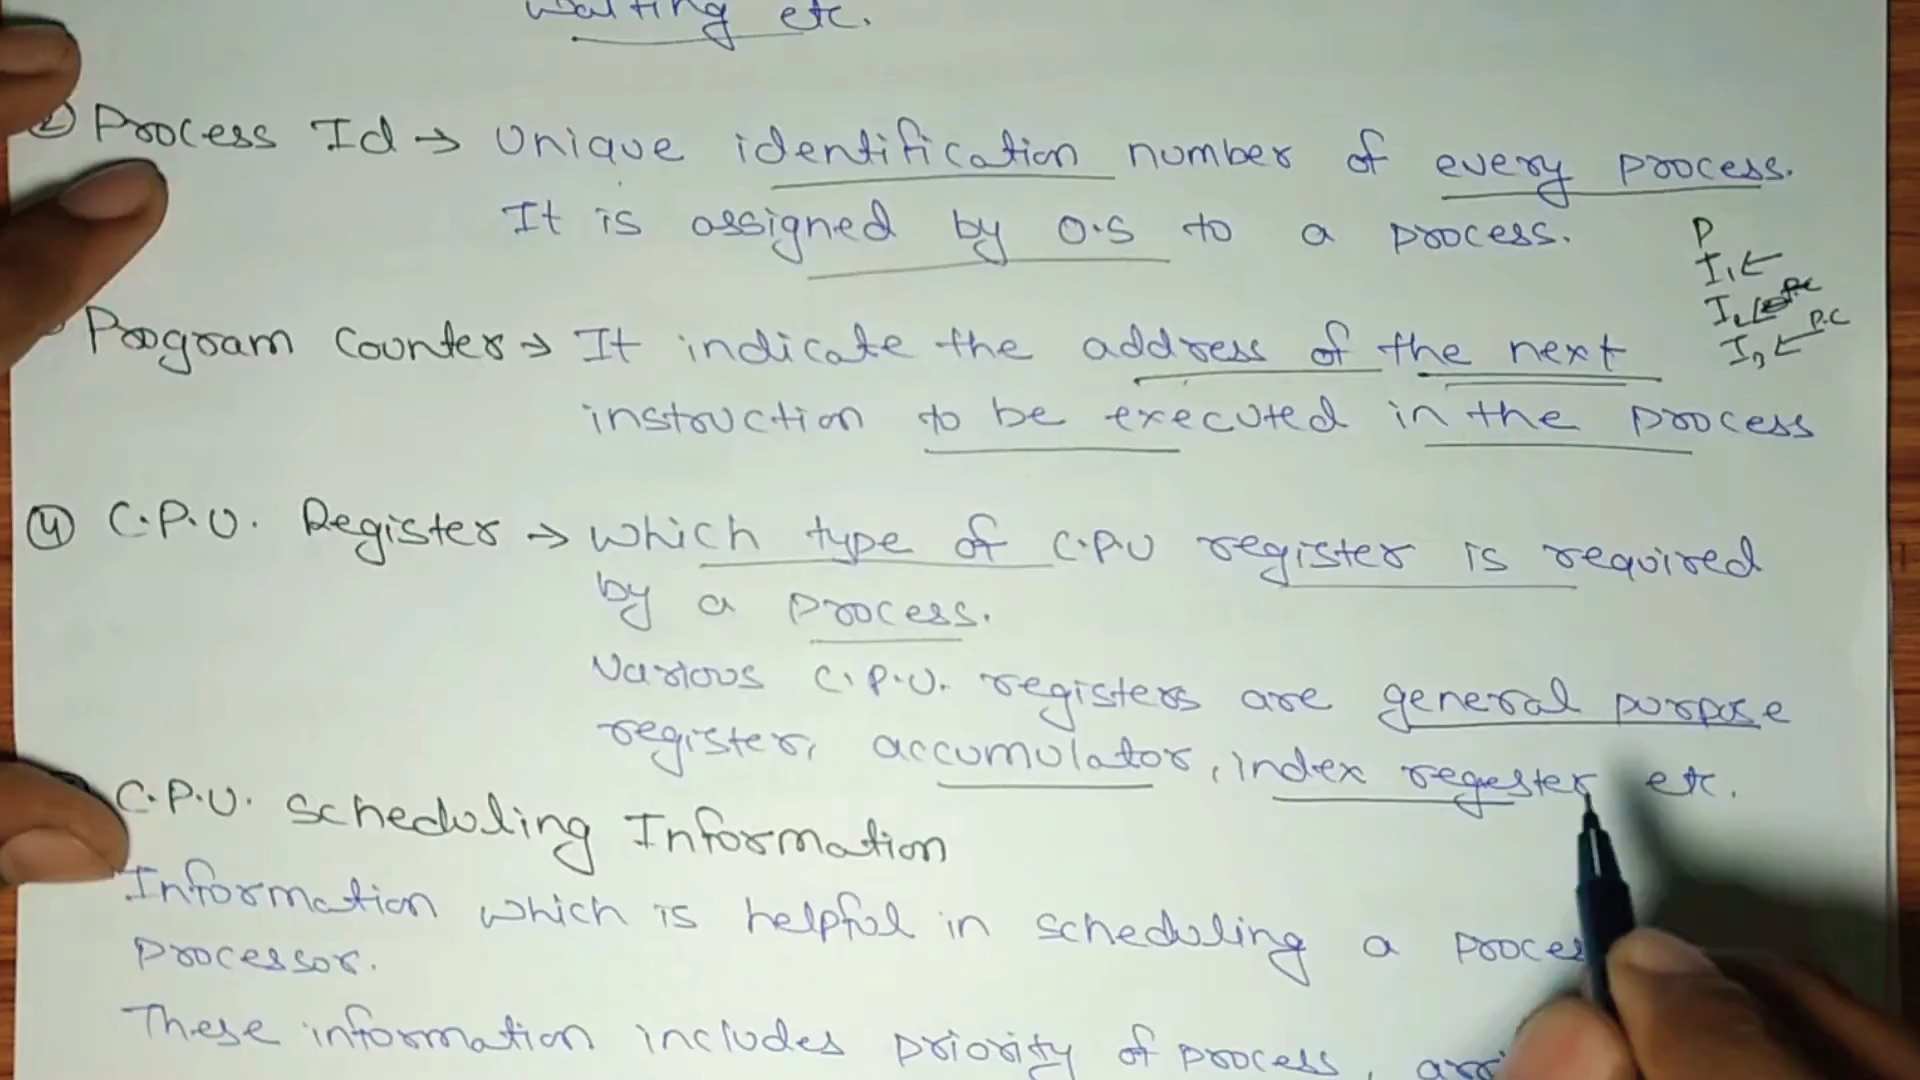 waiting etc.
② Process Id → Unique identification number of every process.
It is assigned by O.S to a process.
P
I₁ ←
I₂ ← P.C
I₃ ← P.C
Program Counter → It indicate the address of the next
instruction to be executed in the process
④ C.P.U. Register → which type of C.P.U register is required
by a process.
Various C.P.U. registers are general purpose
register, accumulator, index regester etc.
C.P.U. Scheduling Information
Information which is helpful in scheduling a
processor.
These information includes priority of process,